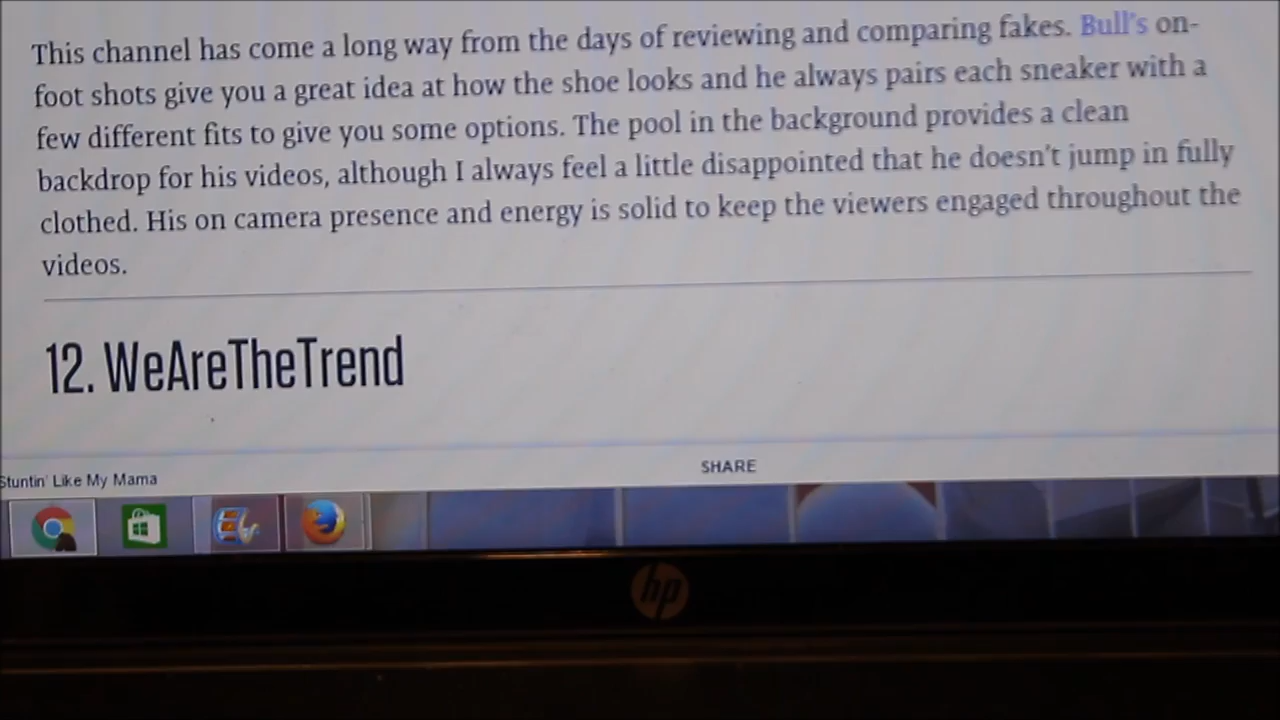 This channel has come a long way from the days of reviewing and comparing fakes. Bull's on-
foot shots give you a great idea at how the shoe looks and he always pairs each sneaker with a
few different fits to give you some options. The pool in the background provides a clean
backdrop for his videos, although I always feel a little disappointed that he doesn't jump in fully
clothed. His on camera presence and energy is solid to keep the viewers engaged throughout the
videos.
12. WeAreTheTrend
Stuntin' Like My Mama
SHARE
hp